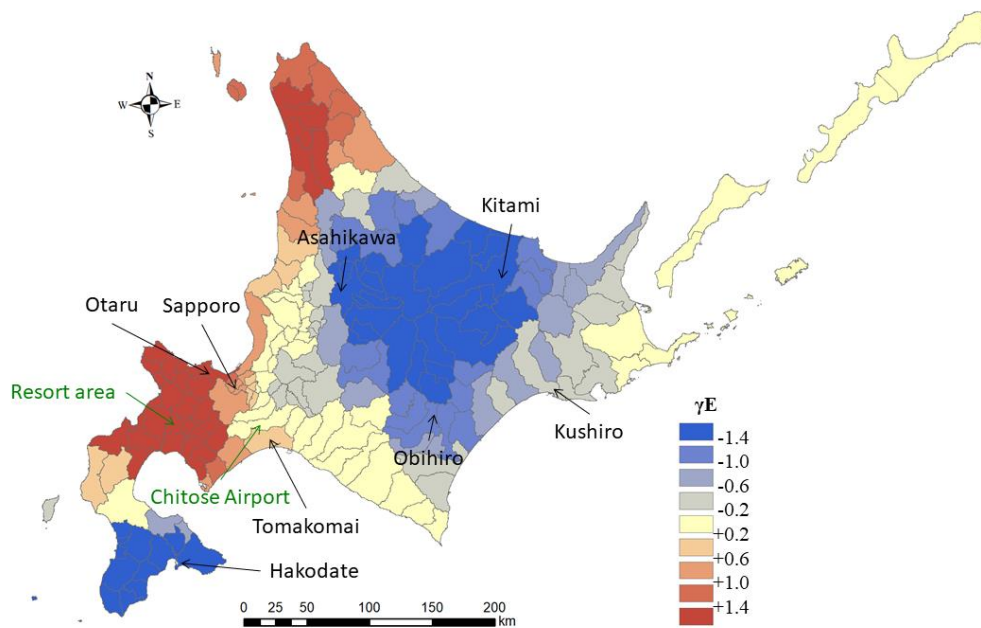 N
W E
S
Kitami
Asahikawa
Otaru
Sapporo
Resort area
Kushiro
Obihiro
Chitose Airport
Tomakomai
Hakodate
γE
-1.4
-1.0
-0.6
-0.2
+0.2
+0.6
+1.0
+1.4
0 25 50 100 150 200
km